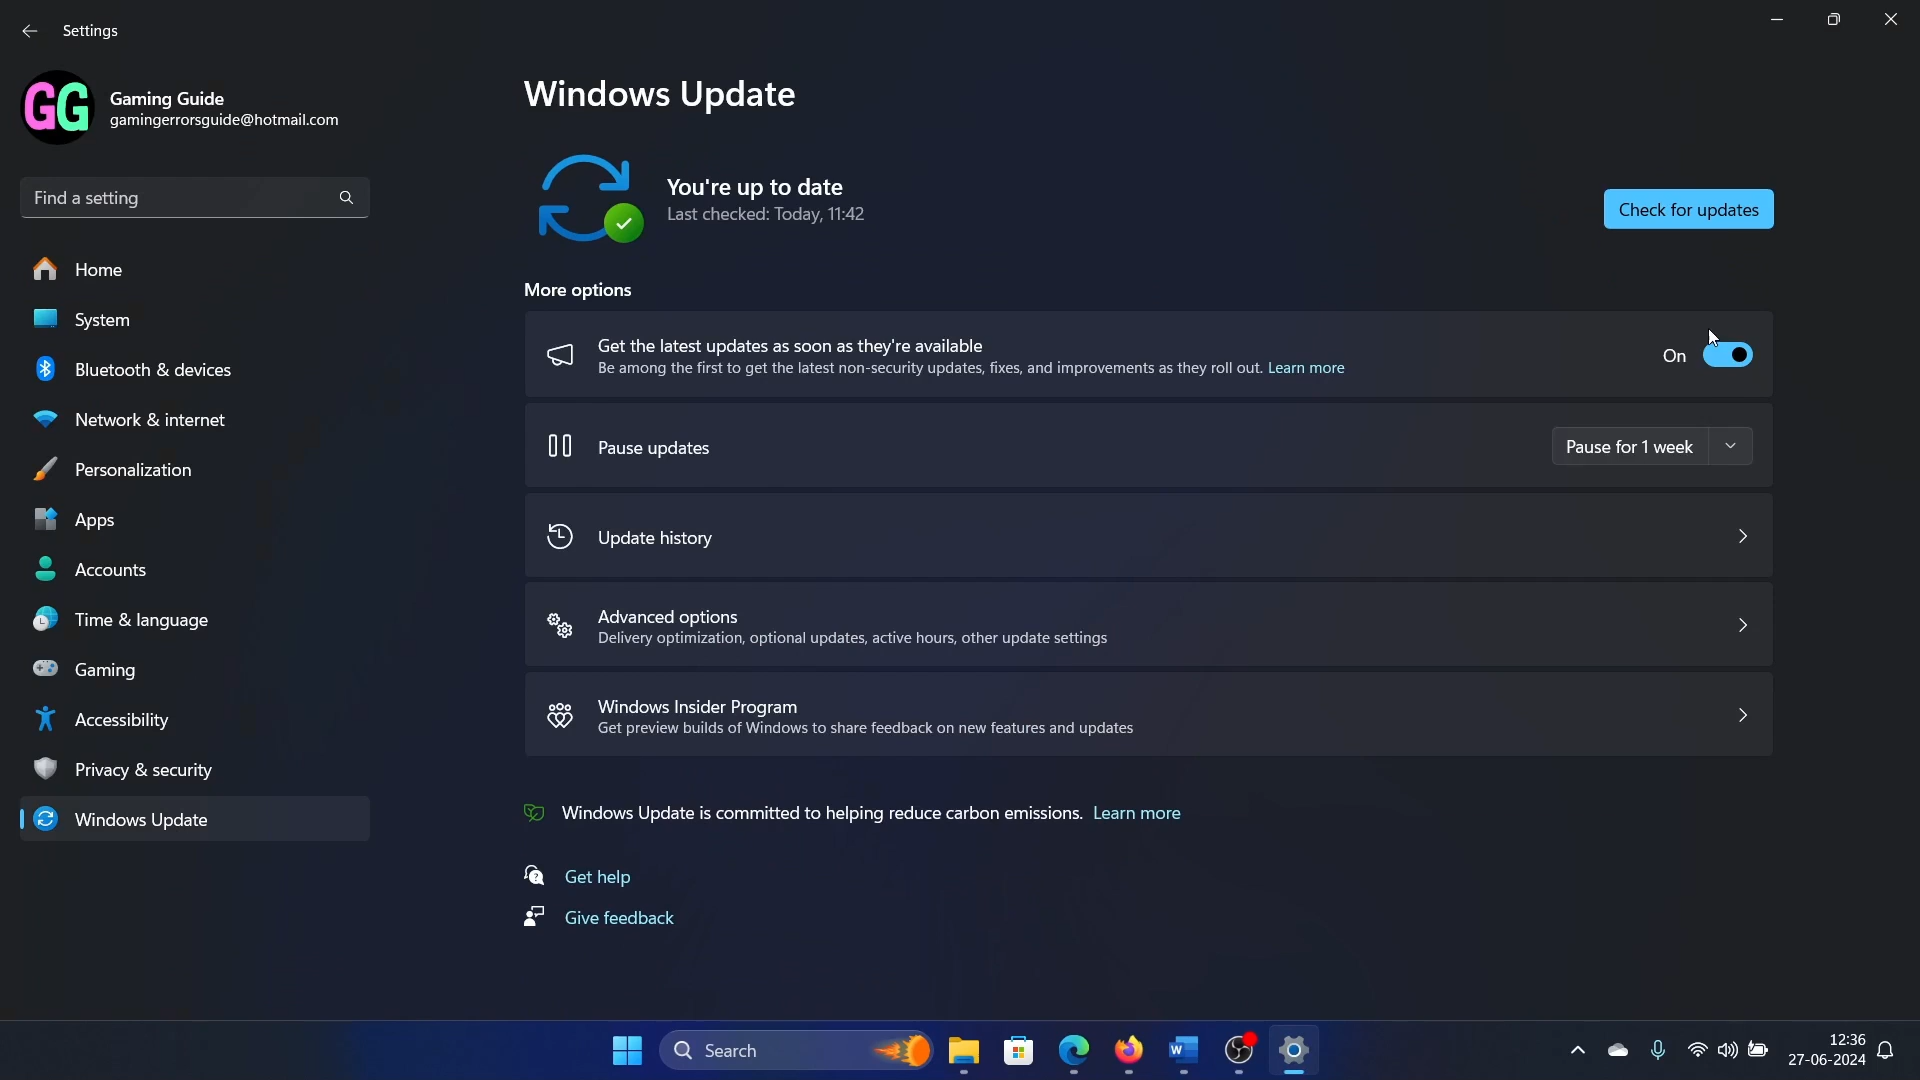 Settings
GG
Gaming Guide
gamingerrorsguide@hotmail.com
Find a setting
Home
System
Bluetooth & devices
Network & internet
Personalization
Apps
Accounts
Time & language
Gaming
Accessibility
Privacy & security
Windows Update
Windows Update
You're up to date
Last checked: Today, 11:42
Check for updates
More options
Get the latest updates as soon as they're available
Be among the first to get the latest non-security updates, fixes, and improvements as they roll out. Learn more
On
Pause updates
Pause for 1 week
Update history
Advanced options
Delivery optimization, optional updates, active hours, other update settings
Windows Insider Program
Get preview builds of Windows to share feedback on new features and updates
Windows Update is committed to helping reduce carbon emissions. Learn more
Get help
Give feedback
Search
W
12:36
27-06-2024